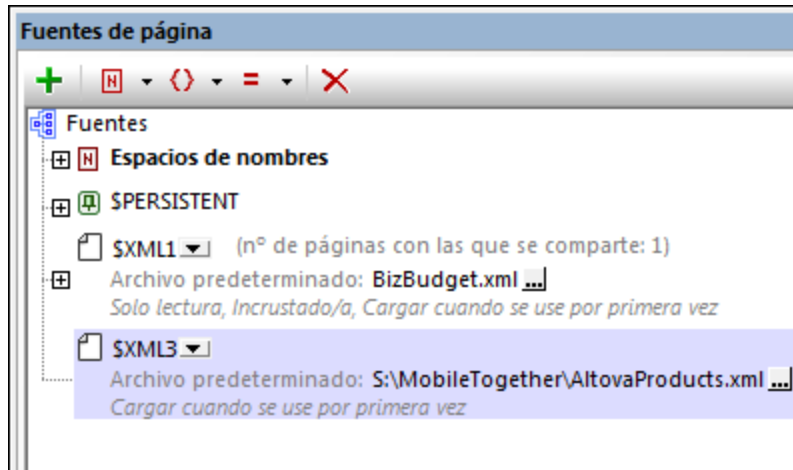 Fuentes de página
Fuentes
Espacios de nombres
$PERSISTENT
$XML1 (nº de páginas con las que se comparte: 1)
Archivo predeterminado: BizBudget.xml ...
Solo lectura, Incrustado/a, Cargar cuando se use por primera vez
$XML3
Archivo predeterminado: S:\MobileTogether\AltovaProducts.xml ...
Cargar cuando se use por primera vez